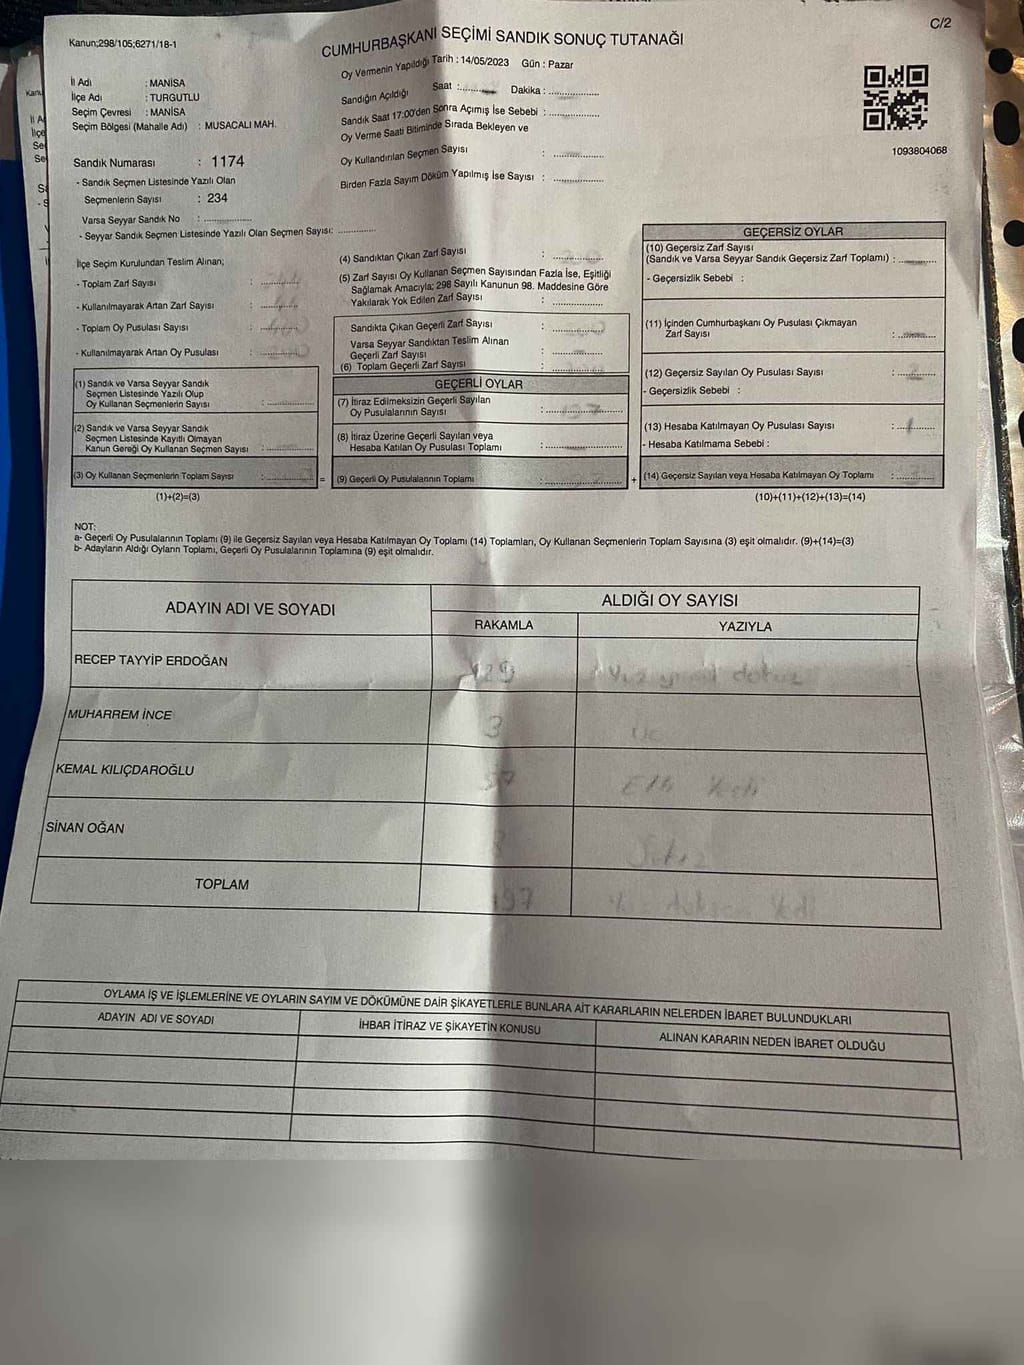 C/2
Kanun;298/105;6271/18-1
CUMHURBAŞKANI SEÇİMİ SANDIK SONUÇ TUTANAĞI
Oy Vermenin Yapıldığı Tarih : 14/05/2023 Gün : Pazar
İl Adı : MANİSA
İlçe Adı : TURGUTLU
Seçim Çevresi : MANİSA
Seçim Bölgesi (Mahalle Adı) : MUSACALI MAH.
Sandığın Açıldığı Saat : Dakika :
Sandık Saat 17:00'den Sonra Açımış İse Sebebi :
Oy Verme Saati Bitiminde Sırada Bekleyen ve
Oy Kullandırılan Seçmen Sayısı :
Birden Fazla Sayım Döküm Yapılmış İse Sayısı :
1093804068
Sandık Numarası : 1174
- Sandık Seçmen Listesinde Yazılı Olan
Seçmenlerin Sayısı : 234
Varsa Seyyar Sandık No :
- Seyyar Sandık Seçmen Listesinde Yazılı Olan Seçmen Sayısı:
İlçe Seçim Kurulundan Teslim Alınan;
- Toplam Zarf Sayısı :
- Kullanılmayarak Artan Zarf Sayısı :
- Toplam Oy Pusulası Sayısı :
- Kullanılmayarak Artan Oy Pusulası :
(1) Sandık ve Varsa Seyyar Sandık
Seçmen Listesinde Yazılı Olup
Oy Kullanan Seçmenlerin Sayısı :
(2) Sandık ve Varsa Seyyar Sandık
Seçmen Listesinde Kayıtlı Olmayan
Kanun Gereği Oy Kullanan Seçmen Sayısı :
(3) Oy Kullanan Seçmenlerin Toplam Sayısı : =
(1)+(2)=(3)
(4) Sandıktan Çıkan Zarf Sayısı :
(5) Zarf Sayısı Oy Kullanan Seçmen Sayısından Fazla İse, Eşitliği
Sağlamak Amacıyla; 298 Sayılı Kanunun 98. Maddesine Göre
Yakılarak Yok Edilen Zarf Sayısı :
Sandıkta Çıkan Geçerli Zarf Sayısı :
Varsa Seyyar Sandıktan Teslim Alınan
Geçerli Zarf Sayısı :
(6) Toplam Geçerli Zarf Sayısı :
GEÇERLİ OYLAR
(7) İtiraz Edilmeksizin Geçerli Sayılan
Oy Pusulalarının Sayısı : 197
(8) İtiraz Üzerine Geçerli Sayılan veya
Hesaba Katılan Oy Pusulası Toplamı :
(9) Geçerli Oy Pusulalarının Toplamı : +
GEÇERSİZ OYLAR
(10) Geçersiz Zarf Sayısı
(Sandık ve Varsa Seyyar Sandık Geçersiz Zarf Toplamı) :
- Geçersizlik Sebebi :
(11) İçinden Cumhurbaşkanı Oy Pusulası Çıkmayan
Zarf Sayısı :
(12) Geçersiz Sayılan Oy Pusulası Sayısı : 2
- Geçersizlik Sebebi :
(13) Hesaba Katılmayan Oy Pusulası Sayısı : 1
- Hesaba Katılmama Sebebi :
(14) Geçersiz Sayılan veya Hesaba Katılmayan Oy Toplamı :
(10)+(11)+(12)+(13)=(14)
NOT:
a- Geçerli Oy Pusulalarının Toplamı (9) ile Geçersiz Sayılan veya Hesaba Katılmayan Oy Toplamı (14) Toplamları, Oy Kullanan Seçmenlerin Toplam Sayısına (3) eşit olmalıdır. (9)+(14)=(3)
b- Adayların Aldığı Oyların Toplamı, Geçerli Oy Pusulalarının Toplamına (9) eşit olmalıdır.
ADAYIN ADI VE SOYADI ALDIĞI OY SAYISI
RAKAMLA YAZIYLA
RECEP TAYYİP ERDOĞAN 129 Yüz yirmi dokuz
MUHARREM İNCE 3 Üç
KEMAL KILIÇDAROĞLU 57 Elli Yedi
SİNAN OĞAN 8 Sekiz
TOPLAM 197 Yüz doksan Yedi
OYLAMA İŞ VE İŞLEMLERİNE VE OYLARIN SAYIM VE DÖKÜMÜNE DAİR ŞİKAYETLERLE BUNLARA AİT KARARLARIN NELERDEN İBARET BULUNDUKLARI
ADAYIN ADI VE SOYADI İHBAR İTİRAZ VE ŞİKAYETİN KONUSU ALINAN KARARIN NEDEN İBARET OLDUĞU